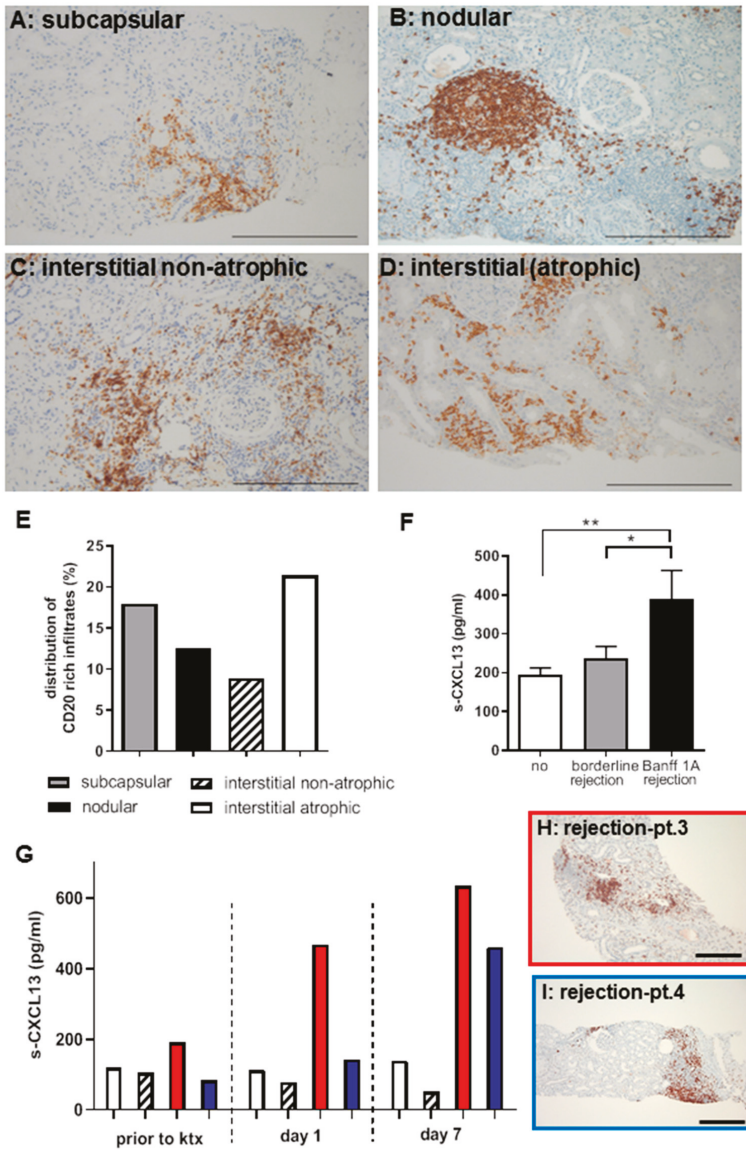 A: subcapsular
B: nodular
C: interstitial non-atrophic
D: interstitial (atrophic)
E
distribution of
CD20 rich infiltrates (%)
25
20
15
10
5
0
subcapsular
interstitial non-atrophic
nodular
interstitial atrophic
F
**
*
s-CXCL13 (pg/ml)
500
400
300
200
100
0
no
borderline
rejection
Banff 1A
rejection
G
s-CXCL13 (pg/ml)
600
400
200
0
prior to ktx
day 1
day 7
H: rejection-pt.3
I: rejection-pt.4